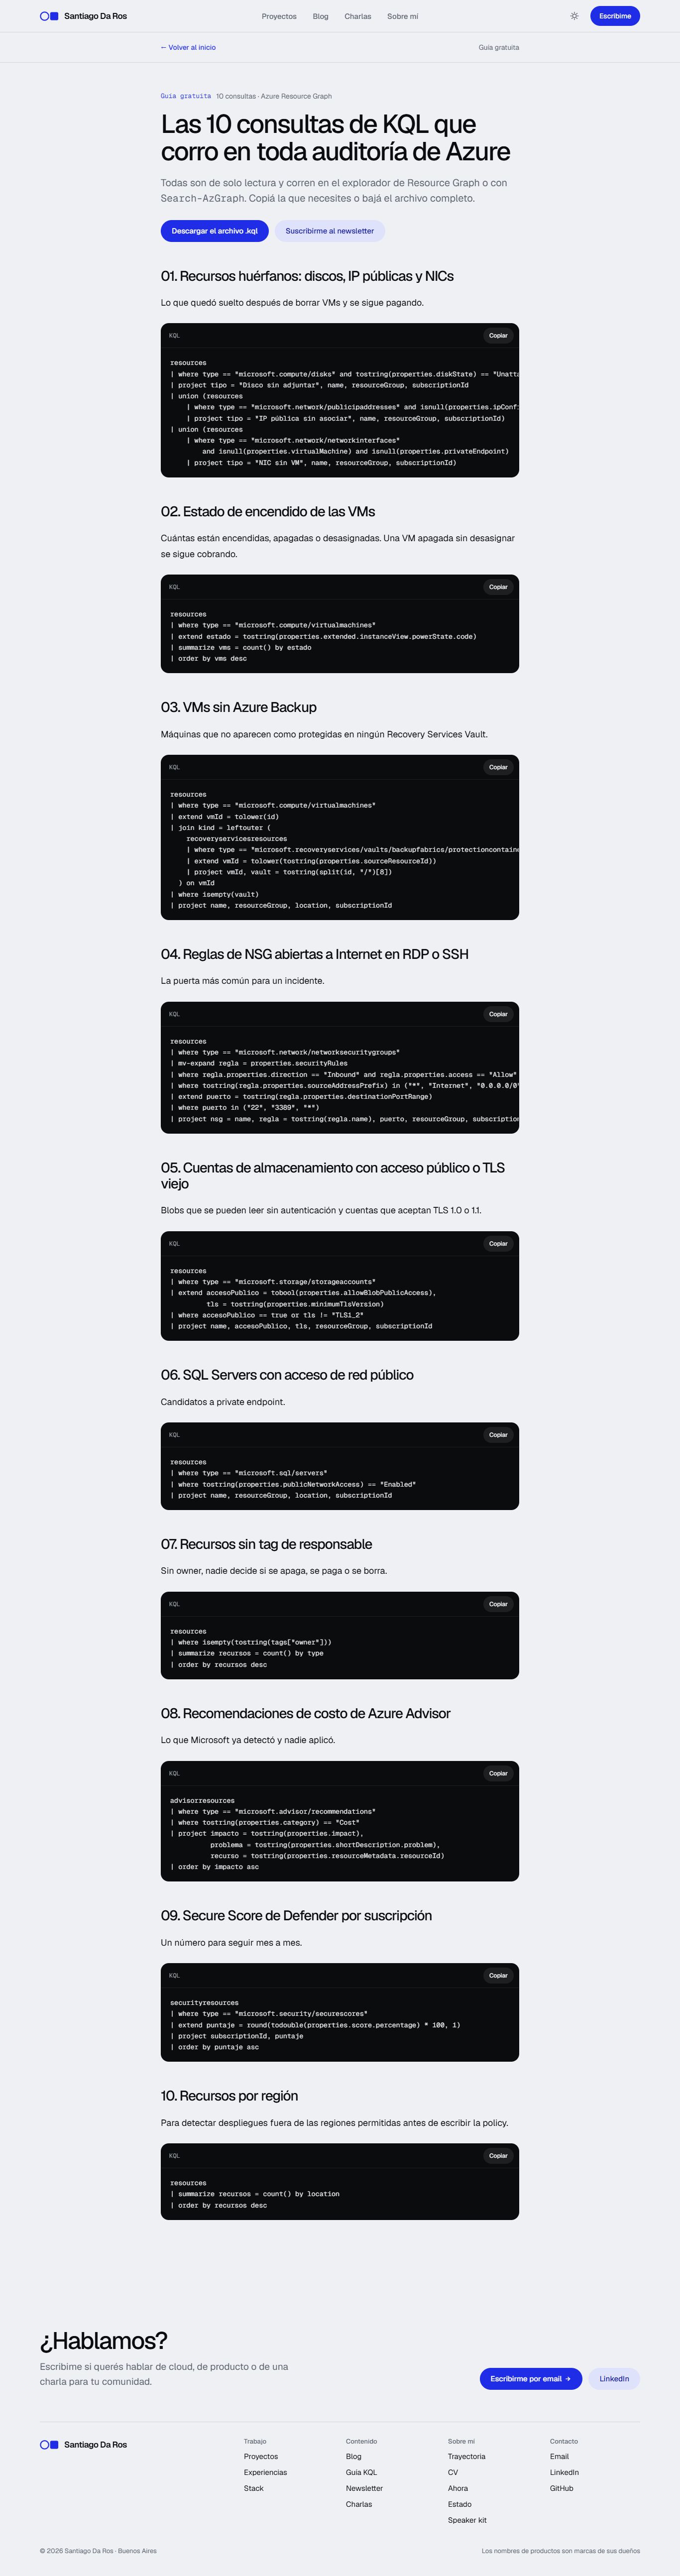 Santiago Da Ros
Proyectos Blog Charlas Sobre mí
Escribime
← Volver al inicio
Guía gratuita
Guía gratuita 10 consultas · Azure Resource Graph
Las 10 consultas de KQL que
corro en toda auditoría de Azure
Todas son de solo lectura y corren en el explorador de Resource Graph o con
Search-AzGraph. Copiá la que necesites o bajá el archivo completo.
Descargar el archivo .kql
Suscribirme al newsletter
01. Recursos huérfanos: discos, IP públicas y NICs
Lo que quedó suelto después de borrar VMs y se sigue pagando.
KQL
Copiar
resources
| where type == "microsoft.compute/disks" and tostring(properties.diskState) == "Unatta
| project tipo = "Disco sin adjuntar", name, resourceGroup, subscriptionId
| union (resources
| where type == "microsoft.network/publicipaddresses" and isnull(properties.ipConfi
| project tipo = "IP pública sin asociar", name, resourceGroup, subscriptionId)
| union (resources
| where type == "microsoft.network/networkinterfaces"
and isnull(properties.virtualMachine) and isnull(properties.privateEndpoint)
| project tipo = "NIC sin VM", name, resourceGroup, subscriptionId)
02. Estado de encendido de las VMs
Cuántas están encendidas, apagadas o desasignadas. Una VM apagada sin desasignar
se sigue cobrando.
KQL
Copiar
resources
| where type == "microsoft.compute/virtualmachines"
| extend estado = tostring(properties.extended.instanceView.powerState.code)
| summarize vms = count() by estado
| order by vms desc
03. VMs sin Azure Backup
Máquinas que no aparecen como protegidas en ningún Recovery Services Vault.
KQL
Copiar
resources
| where type == "microsoft.compute/virtualmachines"
| extend vmId = tolower(id)
| join kind = leftouter (
recoveryservicesresources
| where type == "microsoft.recoveryservices/vaults/backupfabrics/protectioncontaine
| extend vmId = tolower(tostring(properties.sourceResourceId))
| project vmId, vault = tostring(split(id, "/")[8])
) on vmId
| where isempty(vault)
| project name, resourceGroup, location, subscriptionId
04. Reglas de NSG abiertas a Internet en RDP o SSH
La puerta más común para un incidente.
KQL
Copiar
resources
| where type == "microsoft.network/networksecuritygroups"
| mv-expand regla = properties.securityRules
| where regla.properties.direction == "Inbound" and regla.properties.access == "Allow"
| where tostring(regla.properties.sourceAddressPrefix) in ("*", "Internet", "0.0.0.0/0"
| extend puerto = tostring(regla.properties.destinationPortRange)
| where puerto in ("22", "3389", "*")
| project nsg = name, regla = tostring(regla.name), puerto, resourceGroup, subscription
05. Cuentas de almacenamiento con acceso público o TLS
viejo
Blobs que se pueden leer sin autenticación y cuentas que aceptan TLS 1.0 o 1.1.
KQL
Copiar
resources
| where type == "microsoft.storage/storageaccounts"
| extend accesoPublico = tobool(properties.allowBlobPublicAccess),
tls = tostring(properties.minimumTlsVersion)
| where accesoPublico == true or tls != "TLS1_2"
| project name, accesoPublico, tls, resourceGroup, subscriptionId
06. SQL Servers con acceso de red público
Candidatos a private endpoint.
KQL
Copiar
resources
| where type == "microsoft.sql/servers"
| where tostring(properties.publicNetworkAccess) == "Enabled"
| project name, resourceGroup, location, subscriptionId
07. Recursos sin tag de responsable
Sin owner, nadie decide si se apaga, se paga o se borra.
KQL
Copiar
resources
| where isempty(tostring(tags["owner"]))
| summarize recursos = count() by type
| order by recursos desc
08. Recomendaciones de costo de Azure Advisor
Lo que Microsoft ya detectó y nadie aplicó.
KQL
Copiar
advisorresources
| where type == "microsoft.advisor/recommendations"
| where tostring(properties.category) == "Cost"
| project impacto = tostring(properties.impact),
problema = tostring(properties.shortDescription.problem),
recurso = tostring(properties.resourceMetadata.resourceId)
| order by impacto asc
09. Secure Score de Defender por suscripción
Un número para seguir mes a mes.
KQL
Copiar
securityresources
| where type == "microsoft.security/securescores"
| extend puntaje = round(todouble(properties.score.percentage) * 100, 1)
| project subscriptionId, puntaje
| order by puntaje asc
10. Recursos por región
Para detectar despliegues fuera de las regiones permitidas antes de escribir la policy.
KQL
Copiar
resources
| summarize recursos = count() by location
| order by recursos desc
¿Hablamos?
Escribime si querés hablar de cloud, de producto o de una
charla para tu comunidad.
Escribirme por email →
LinkedIn
Santiago Da Ros
Trabajo
Proyectos
Experiencias
Stack
Contenido
Blog
Guía KQL
Newsletter
Charlas
Sobre mí
Trayectoria
CV
Ahora
Estado
Speaker kit
Contacto
Email
LinkedIn
GitHub
© 2026 Santiago Da Ros · Buenos Aires
Los nombres de productos son marcas de sus dueños